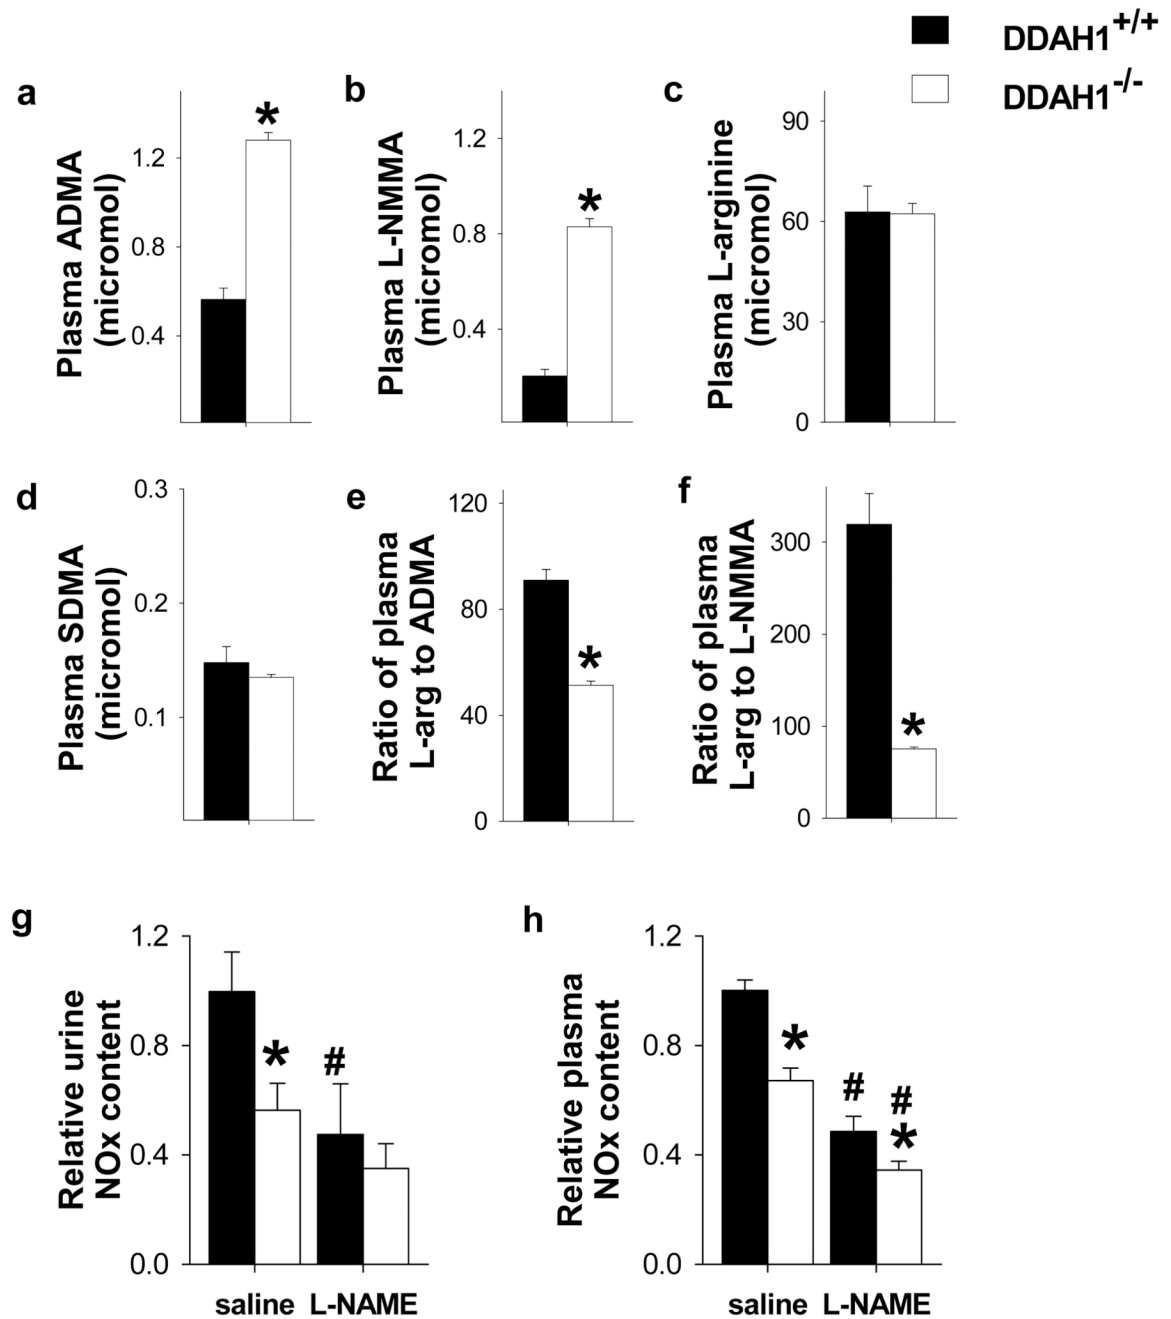 DDAH1+/+
DDAH1-/-
a
Plasma ADMA
(micromol)
1.2
0.8
0.4
*
b
Plasma L-NMMA
(micromol)
1.2
0.8
0.4
*
c
Plasma L-arginine
(micromol)
90
60
30
0
d
Plasma SDMA
(micromol)
0.3
0.2
0.1
e
Ratio of plasma
L-arg to ADMA
120
80
40
0
*
f
Ratio of plasma
L-arg to L-NMMA
300
200
100
0
*
g
Relative urine
NOx content
1.2
0.8
0.4
0.0
*
#
saline L-NAME
h
Relative plasma
NOx content
1.2
0.8
0.4
0.0
*
#
#
*
saline L-NAME